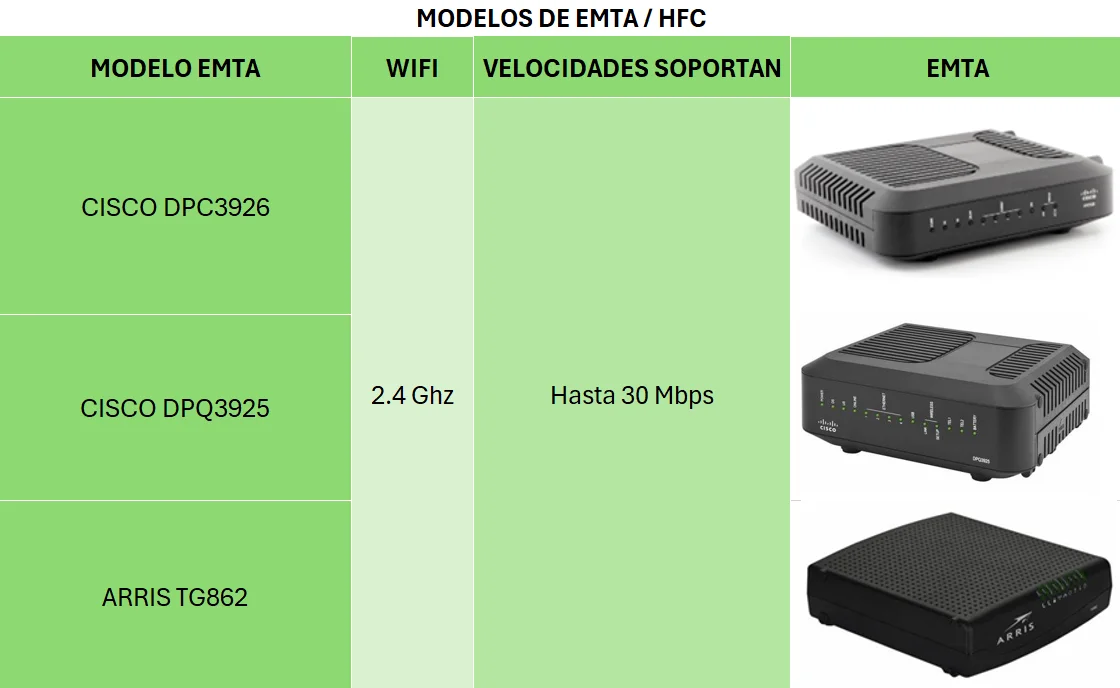 MODELOS DE EMTA / HFC
MODELO EMTA
WIFI
VELOCIDADES SOPORTAN
EMTA
CISCO DPC3926
CISCO DPQ3925
ARRIS TG862
2.4 Ghz
Hasta 30 Mbps
CISCO
CISCO
DPQ3925
ARRIS